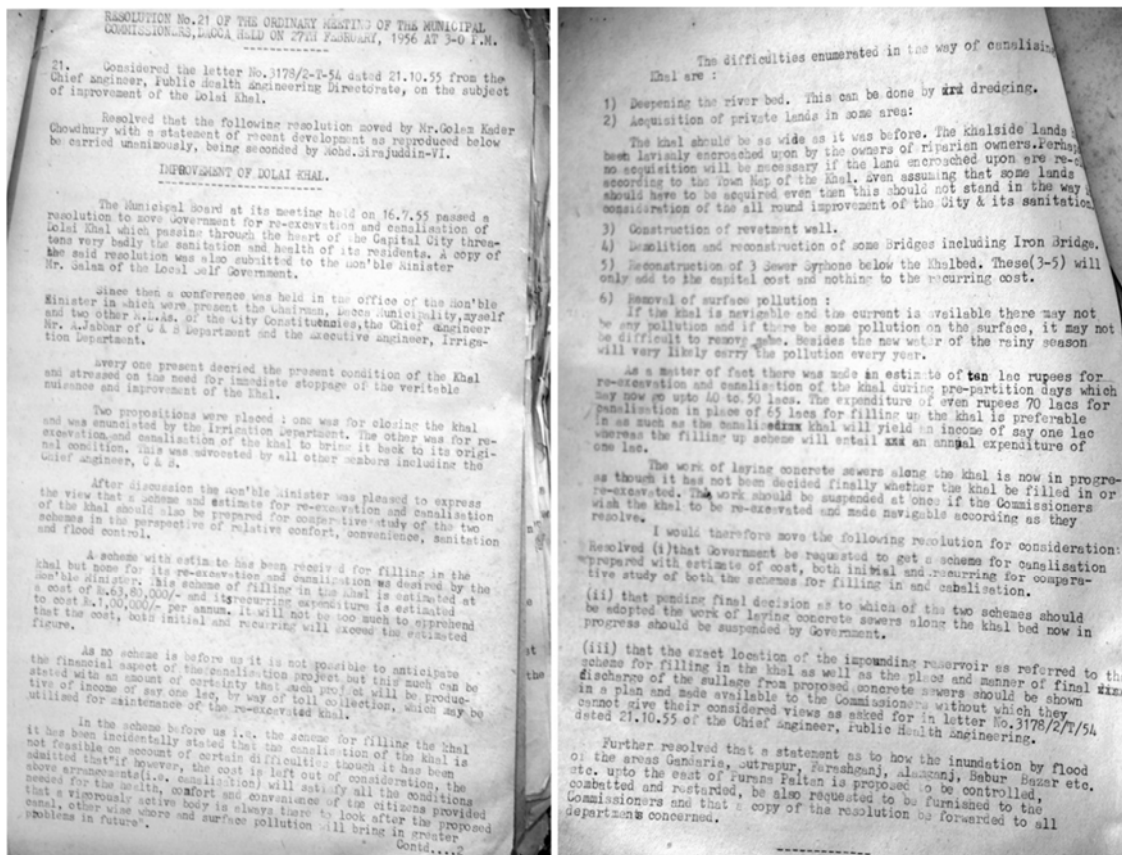 RESOLUTION No.21 OF THE ORDINARY MEETING OF THE MUNICIPAL
COMMISSIONERS, DACCA HELD ON 27TH FEBRUARY, 1956 AT 3-0 P.M.
21. Considered the letter No.3178/2-T-54 dated 21.10.55 from the
Chief Engineer, Public Health Engineering Directorate, on the subject
of improvement of the Dolai Khal.
Resolved that the following resolution moved by Mr.Golam Kader
Chowdhury with a statement of recent development as reproduced below
be carried unanimously, being seconded by Mohd.Sirajuddin-VI.
IMPROVEMENT OF DOLAI KHAL.
The Municipal Board at its meeting held on 16.7.55 passed a
resolution to move Government for re-excavation and canalisation of
Dolai Khal which passing through the heart of the Capital City threa-
tens very badly the sanitation and health of its residents. A copy of
the said resolution was also submitted to the Hon'ble Minister
Mr. Salam of the Local Self Government.
Since then a conference was held in the office of the Hon'ble
Minister in which were present the Chairman, Dacca Municipality, myself
and two other M.L.As. of the City Constituencies, the Chief Engineer
Mr. A.Jabbar of C & B Department and the Executive Engineer, Irriga-
tion Department.
Every one present decried the present condition of the Khal
and stressed on the need for immediate stoppage of the veritable
nuisance and improvement of the Khal.
Two propositions were placed : one was for closing the khal
and was enunciated by the Irrigation Department. The other was for re-
excavation and canalisation of the khal to bring it back to its origi-
nal condition. This was advocated by all other members including the
Chief Engineer, C & B.
After discussion the Hon'ble Minister was pleased to express
the view that a scheme and estimate for re-excavation and canalisation
of the khal should also be prepared for comparative study of the two
schemes in the perspective of relative comfort, convenience, sanitation
and flood control.
A scheme with estimate has been received for filling in the
khal but none for its re-excavation and canalisation as desired by the
Hon'ble Minister. This scheme of filling in the Khal is estimated at
a cost of Rs.63,80,000/- and its recurring expenditure is estimated
to cost Rs.1,00,000/- per annum. It will not be too much to apprehend
that the cost, both initial and recurring will exceed the estimated
figure.
As no scheme is before us it is not possible to anticipate
the financial aspect of the canalisation project but this much can be
stated with an amount of certainty that such project will be produc-
tive of income of say one lac, by way of toll collection, which may be
utilised for maintenance of the re-excavated khal.
In the scheme before us i.e. the scheme for filling the khal
it has been incidentally stated that the canalisation of the khal is
not feasible on account of certain difficulties though it has been
admitted that"if however, the cost is left out of consideration, the
above arrangements(i.e. canalisation) will satisfy all the conditions
needed for the health, comfort and convenience of the citizens provided
that a vigorously active body is always there to look after the proposed
canal, other wise shore and surface pollution will bring in greater
problems in future".
Contd....2
The difficulties enumerated in the way of canalising
Khal are :
1) Deepening the river bed. This can be done by dredging.
2) Acquisition of private lands in some area:
The khal should be as wide as it was before. The khalside lands
been lavishly encroached upon by the owners of riparian owners.Perhaps
no acquisition will be necessary if the land encroached upon are re-
according to the Town Map of the Khal. Even assuming that some lands
should have to be acquired even then this should not stand in the way
consideration of the all round improvement of the City & its sanitation
3) Construction of revetment wall.
4) Demolition and reconstruction of some Bridges including Iron Bridge.
5) Reconstruction of 3 Sewer Syphons below the Khalbed. These(3-5) will
only add to the capital cost and nothing to the recurring cost.
6) Removal of surface pollution :
If the khal is navigable and the current is available there may not
be any pollution and if there be some pollution on the surface, it may not
be difficult to remove same. Besides the new water of the rainy season
will very likely carry the pollution every year.
As a matter of fact there was made an estimate of ten lac rupees for
re-excavation and canalisation of the khal during pre-partition days which
may now go upto 40 to 50 lacs. The expenditure of even rupees 70 lacs for
canalisation in place of 65 lacs for filling up the khal is preferable
in as much as the canalised khal will yield an income of say one lac
whereas the filling up scheme will entail an annual expenditure of
one lac.
The work of laying concrete sewers along the khal is now in progre-
as though it has not been decided finally whether the khal be filled in or
re-excavated. This work should be suspended at once if the Commissioners
wish the khal to be re-excavated and made navigable according as they
resolve.
I would therefore move the following resolution for consideration:
Resolved (i)that Government be requested to get a scheme for canalisation
prepared with estimate of cost, both initial and recurring for compara-
tive study of both the schemes for filling in and canalisation.
(ii) that pending final decision as to which of the two schemes should
be adopted the work of laying concrete sewers along the khal bed now in
progress should be suspended by Government.
(iii) that the exact location of the impounding reservoir as referred to the
scheme for filling in the khal as well as the place and manner of final
discharge of the sullage from proposed concrete sewers should be shown
in a plan and made available to the Commissioners without which they
cannot give their considered views as asked for in letter No.3178/2/T/54
dated 21.10.55 of the Chief Engineer, Public Health Engineering.
Further resolved that a statement as to how the inundation by flood
of the areas Gandaria, Sutrapur, Farashganj, Alamganj, Babur Bazar etc.
etc. upto the east of Purana Paltan is proposed to be controlled,
combatted and restarded, be also requested to be furnished to the
Commissioners and that a copy of the resolution be forwarded to all
departments concerned.